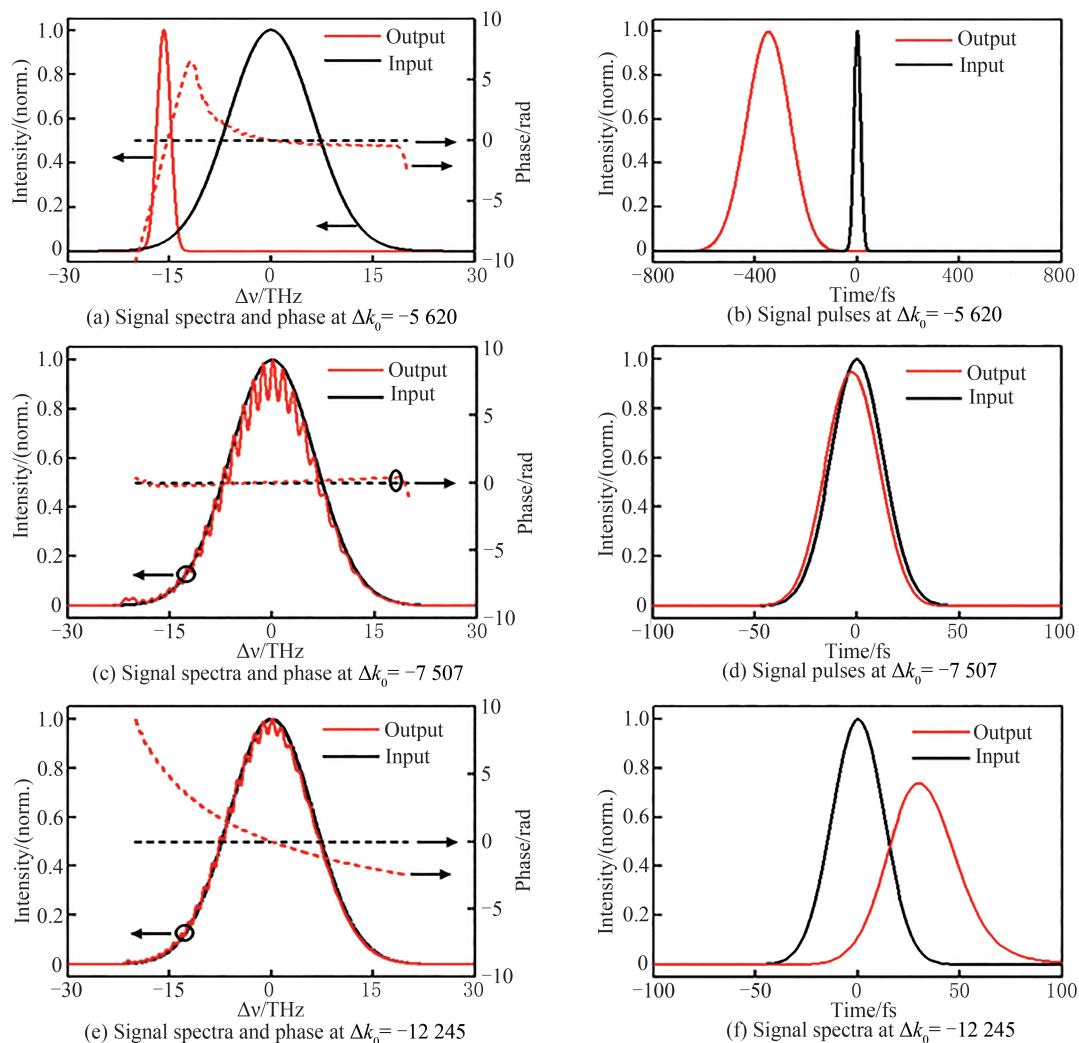 Intensity/(norm.)
1.0
0.8
0.6
0.4
0.2
0
Output
Input
10
5
0
−5
−10
Phase/rad
−30 −15 0 15 30
Δν/THz
(a) Signal spectra and phase at Δk₀= −5 620
Intensity/(norm.)
1.0
0.8
0.6
0.4
0.2
0
Output
Input
−800 −400 0 400 800
Time/fs
(b) Signal pulses at Δk₀= −5 620
Intensity/(norm.)
1.0
0.8
0.6
0.4
0.2
0
Output
Input
10
5
0
−5
−10
Phase/rad
−30 −15 0 15 30
Δν/THz
(c) Signal spectra and phase at Δk₀= −7 507
Intensity/(norm.)
1.0
0.8
0.6
0.4
0.2
0
Output
Input
−100 −50 0 50 100
Time/fs
(d) Signal pulses at Δk₀= −7 507
Intensity/(norm.)
1.0
0.8
0.6
0.4
0.2
0
Output
Input
10
5
0
−5
−10
Phase/rad
−30 −15 0 15 30
Δν/THz
(e) Signal spectra and phase at Δk₀= −12 245
Intensity/(norm.)
1.0
0.8
0.6
0.4
0.2
0
Output
Input
−100 −50 0 50 100
Time/fs
(f) Signal spectra at Δk₀= −12 245